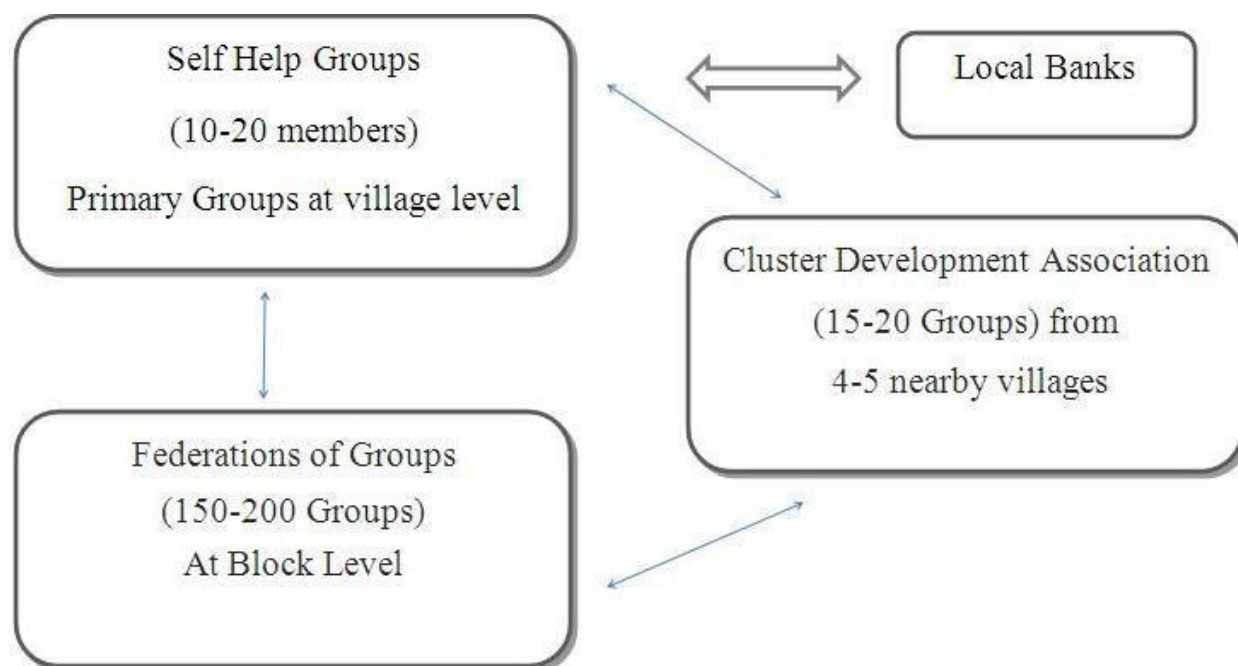 Self Help Groups
(10-20 members)
Primary Groups at village level
Local Banks
Cluster Development Association
(15-20 Groups) from
4-5 nearby villages
Federations of Groups
(150-200 Groups)
At Block Level